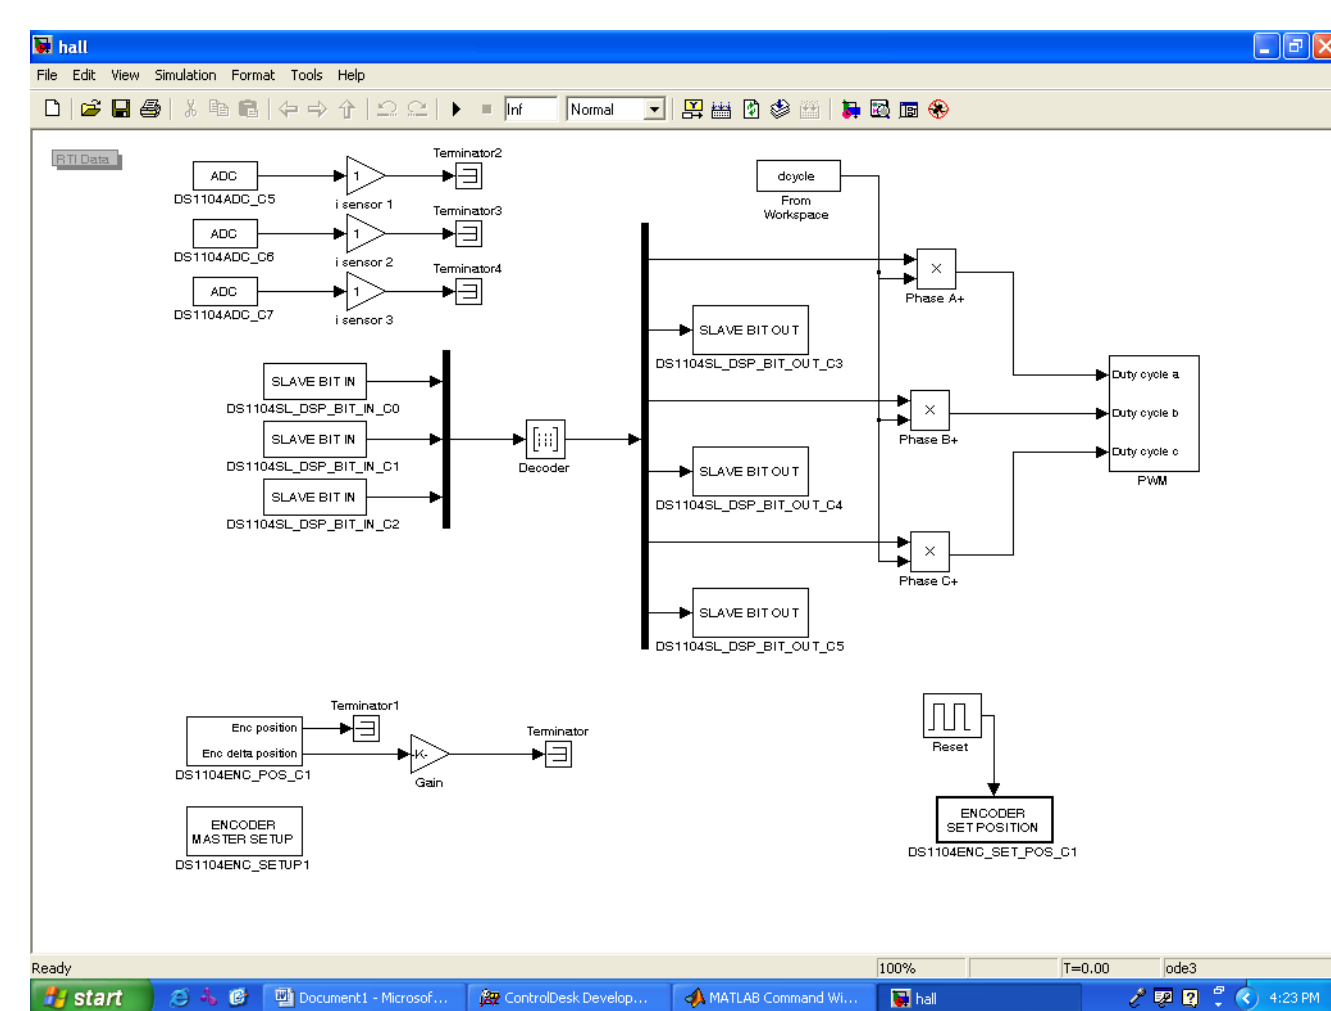 hall
File Edit View Simulation Format Tools Help
Inf Normal
RTI Data
ADC
DS1104ADC_C5
1
i sensor 1
Terminator2
ADC
DS1104ADC_C6
1
i sensor 2
Terminator3
ADC
DS1104ADC_C7
1
i sensor 3
Terminator4
dcycle
From
Workspace
SLAVE BIT IN
DS1104SL_DSP_BIT_IN_C0
SLAVE BIT IN
DS1104SL_DSP_BIT_IN_C1
SLAVE BIT IN
DS1104SL_DSP_BIT_IN_C2
Decoder
SLAVE BIT OUT
DS1104SL_DSP_BIT_OUT_C3
SLAVE BIT OUT
DS1104SL_DSP_BIT_OUT_C4
SLAVE BIT OUT
DS1104SL_DSP_BIT_OUT_C5
Phase A+
Phase B+
Phase C+
Duty cycle a
Duty cycle b
Duty cycle c
PWM
Enc position
Enc delta position
DS1104ENC_POS_C1
Terminator1
-K-
Gain
Terminator
ENCODER
MASTER SETUP
DS1104ENC_SETUP1
Reset
ENCODER
SET POSITION
DS1104ENC_SET_POS_C1
Ready 100% T=0.00 ode3
start Document1 - Microsof... ControlDesk Develop... MATLAB Command Wi... hall 4:23 PM